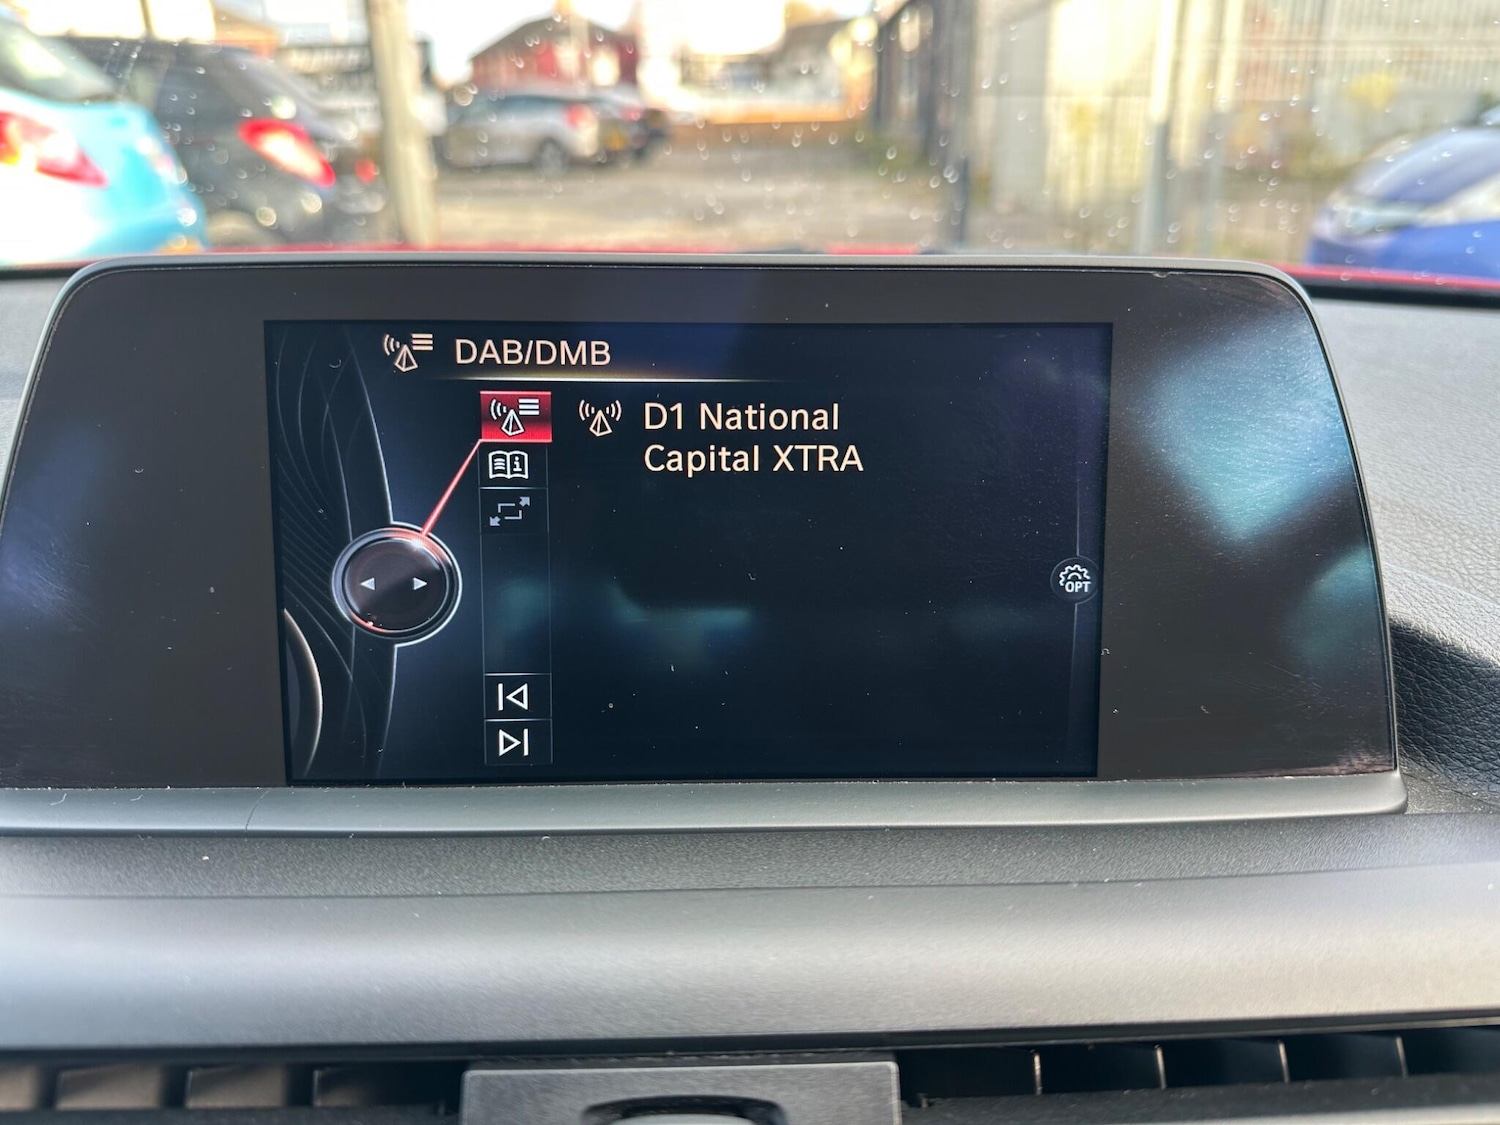 DAB/DMB
D1 National
Capital XTRA
OPT